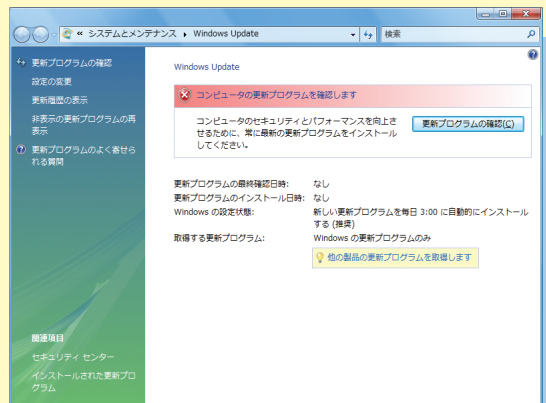 « システムとメンテナンス ▸ Windows Update
検索
更新プログラムの確認
設定の変更
更新履歴の表示
非表示の更新プログラムの再
表示
更新プログラムのよく寄せら
れる質問
関連項目
セキュリティ センター
インストールされた更新プロ
グラム
Windows Update
コンピュータの更新プログラムを確認します
コンピュータのセキュリティとパフォーマンスを向上さ
せるために、常に最新の更新プログラムをインストール
してください。
更新プログラムの確認(C)
更新プログラムの最終確認日時: なし
更新プログラムのインストール日時: なし
Windows の設定状態: 新しい更新プログラムを毎日 3:00 に自動的にインストール
する (推奨)
取得する更新プログラム: Windows の更新プログラムのみ
他の製品の更新プログラムを取得します